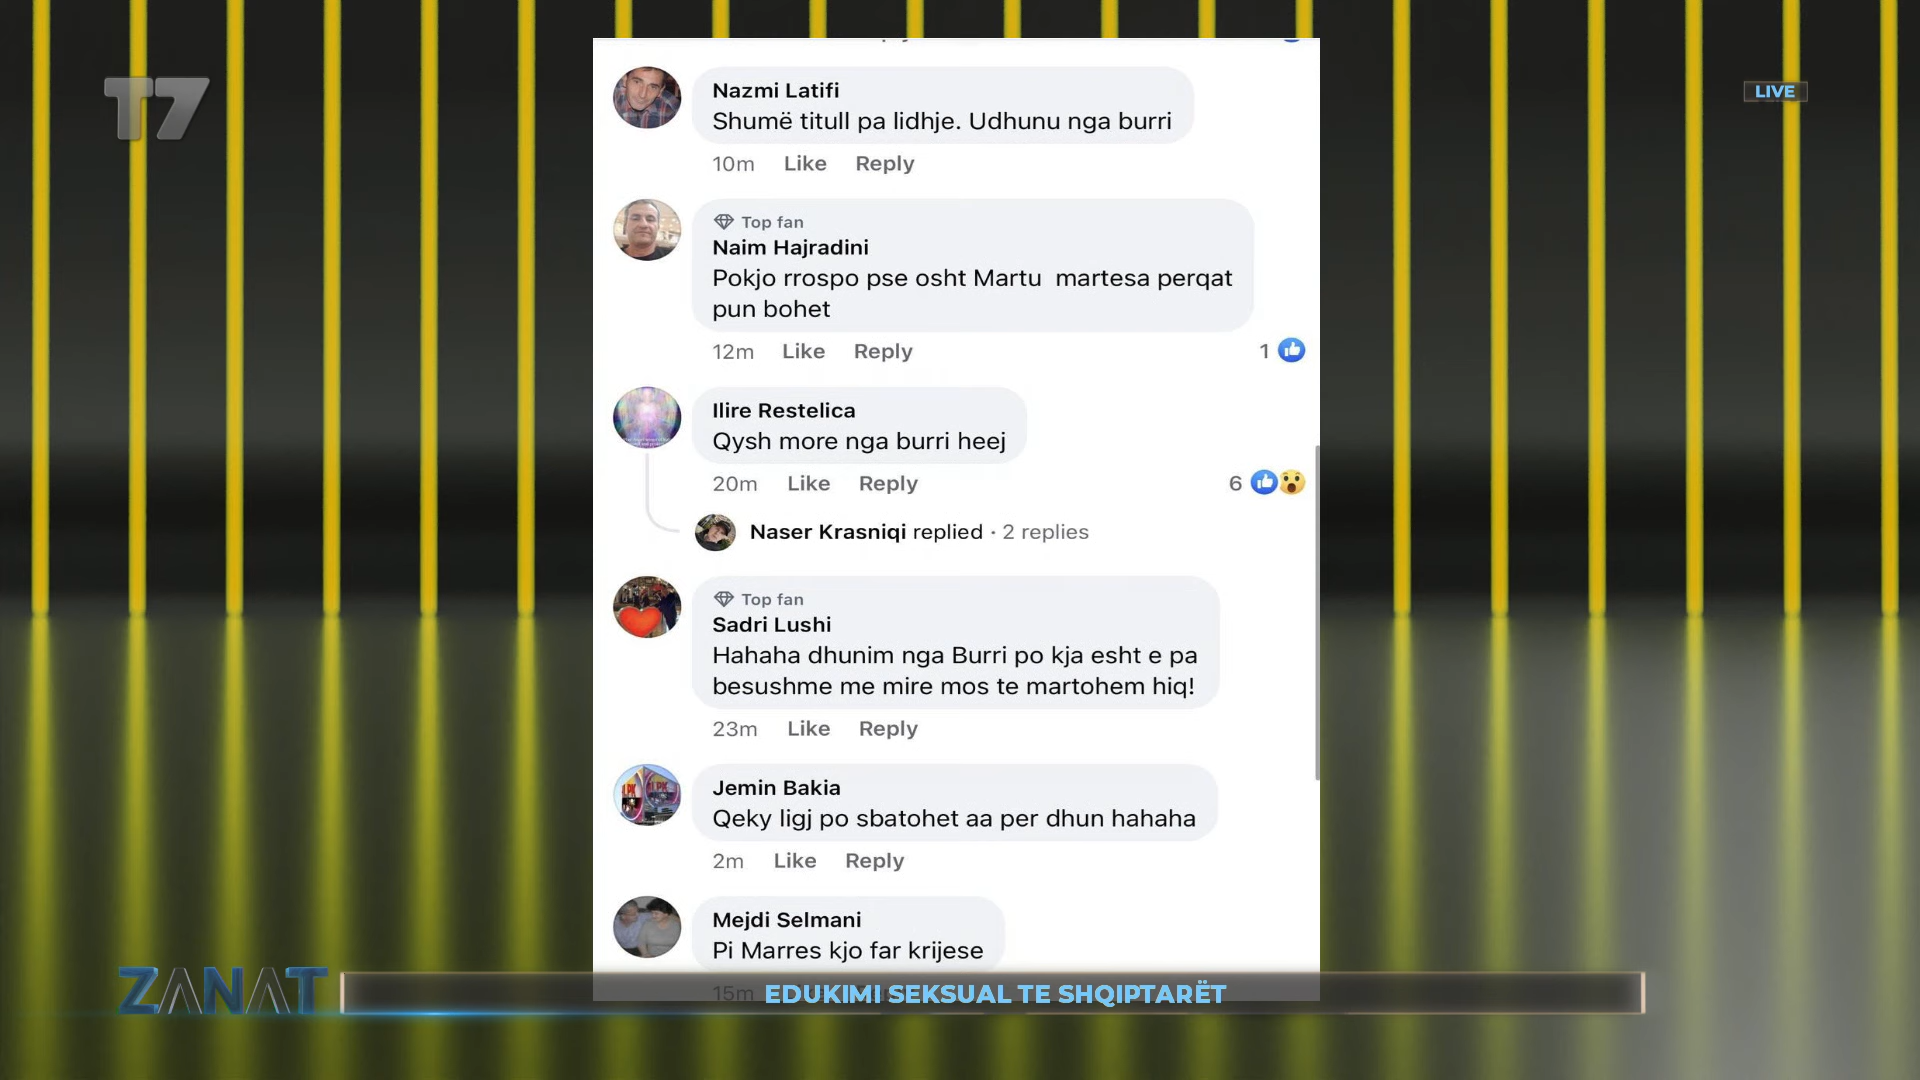 T7
LIVE
Nazmi Latifi
Shumë titull pa lidhje. Udhunu nga burri
10m Like Reply
Top fan
Naim Hajradini
Pokjo rrospo pse osht Martu martesa perqat
pun bohet
12m Like Reply 1
Ilire Restelica
Qysh more nga burri heej
20m Like Reply 6
Naser Krasniqi replied · 2 replies
Top fan
Sadri Lushi
Hahaha dhunim nga Burri po kja esht e pa
besushme me mire mos te martohem hiq!
23m Like Reply
Jemin Bakia
Qeky ligj po sbatohet aa per dhun hahaha
2m Like Reply
Mejdi Selmani
Pi Marres kjo far krijese
15m
ZANAT
EDUKIMI SEKSUAL TE SHQIPTARËT